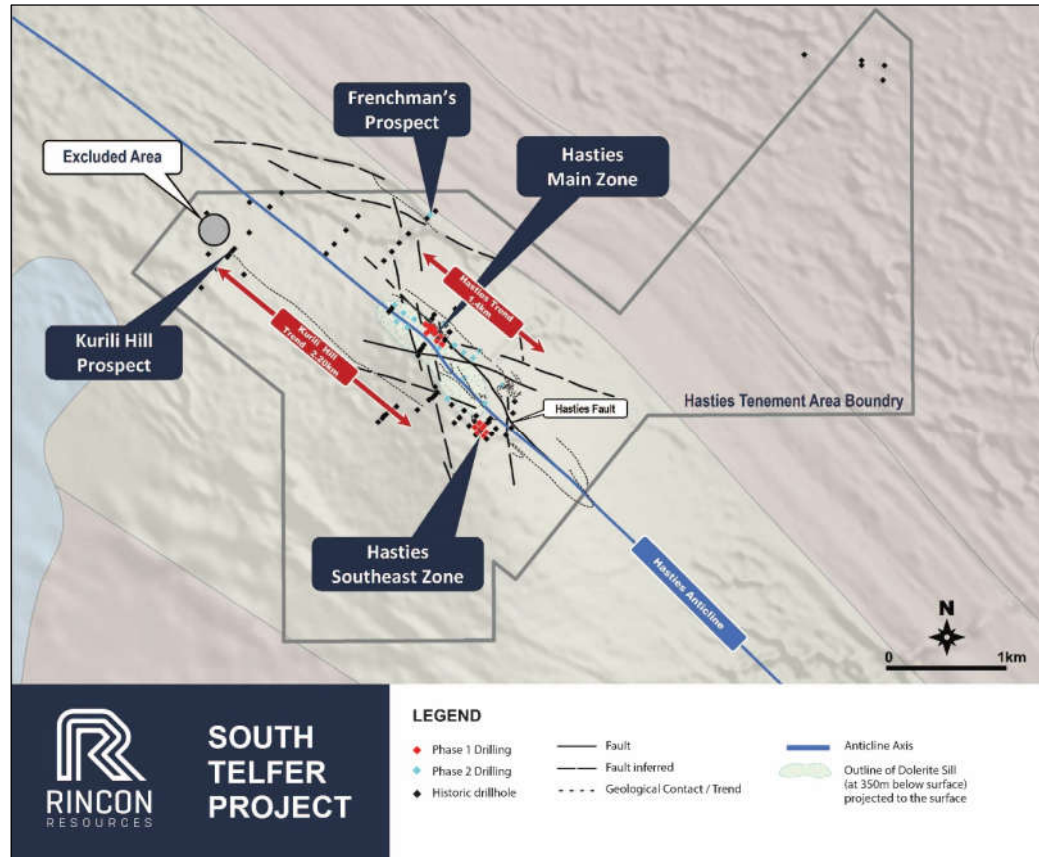 Frenchman's
Prospect
Hasties
Main Zone
Excluded Area
Kurili Hill
Prospect
Hasties Trend
1.4km
Kurili Hill
Trend 2.20km
Hasties Tenement Area Boundry
Hasties Fault
Hasties
Southeast Zone
Hasties Anticline
N
0 1km
RINCON
RESOURCES
SOUTH
TELFER
PROJECT
LEGEND
Phase 1 Drilling
Phase 2 Drilling
Historic drillhole
Fault
Fault inferred
Geological Contact / Trend
Anticline Axis
Outline of Dolerite Sill
(at 350m below surface)
projected to the surface